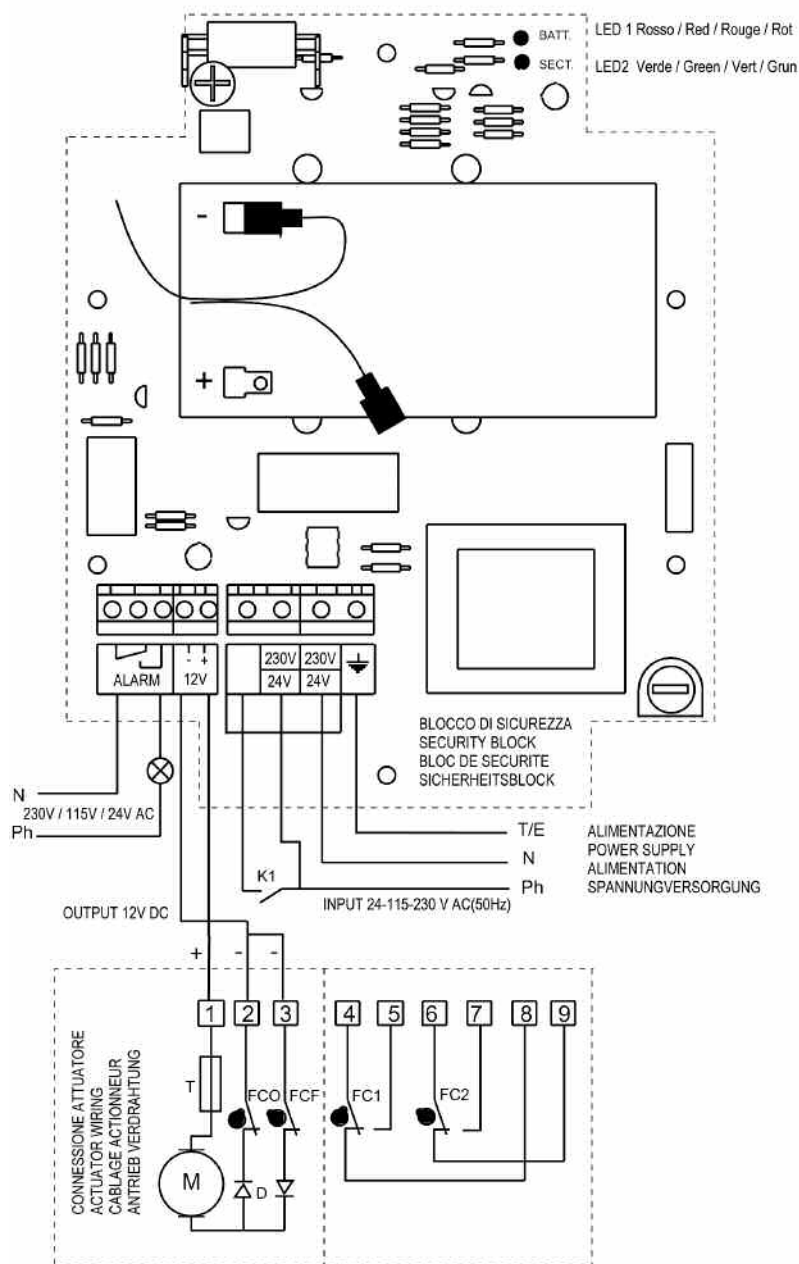 BATT. LED 1 Rosso / Red / Rouge / Rot
SECT. LED2 Verde / Green / Vert / Grun
-
+
- +
230V 230V
ALARM 12V 24V 24V
BLOCCO DI SICUREZZA
SECURITY BLOCK
BLOC DE SECURITE
SICHERHEITSBLOCK
N
230V / 115V / 24V AC
Ph
T/E
N
Ph
ALIMENTAZIONE
POWER SUPPLY
ALIMENTATION
SPANNUNGVERSORGUNG
K1
INPUT 24-115-230 V AC(50Hz)
OUTPUT 12V DC
+ - -
1 2 3 4 5 6 7 8 9
CONNESSIONE ATTUATORE
ACTUATOR WIRING
CABLAGE ACTIONNEUR
ANTRIEB VERDRAHTUNG
T FCO FCF FC1 FC2
M D